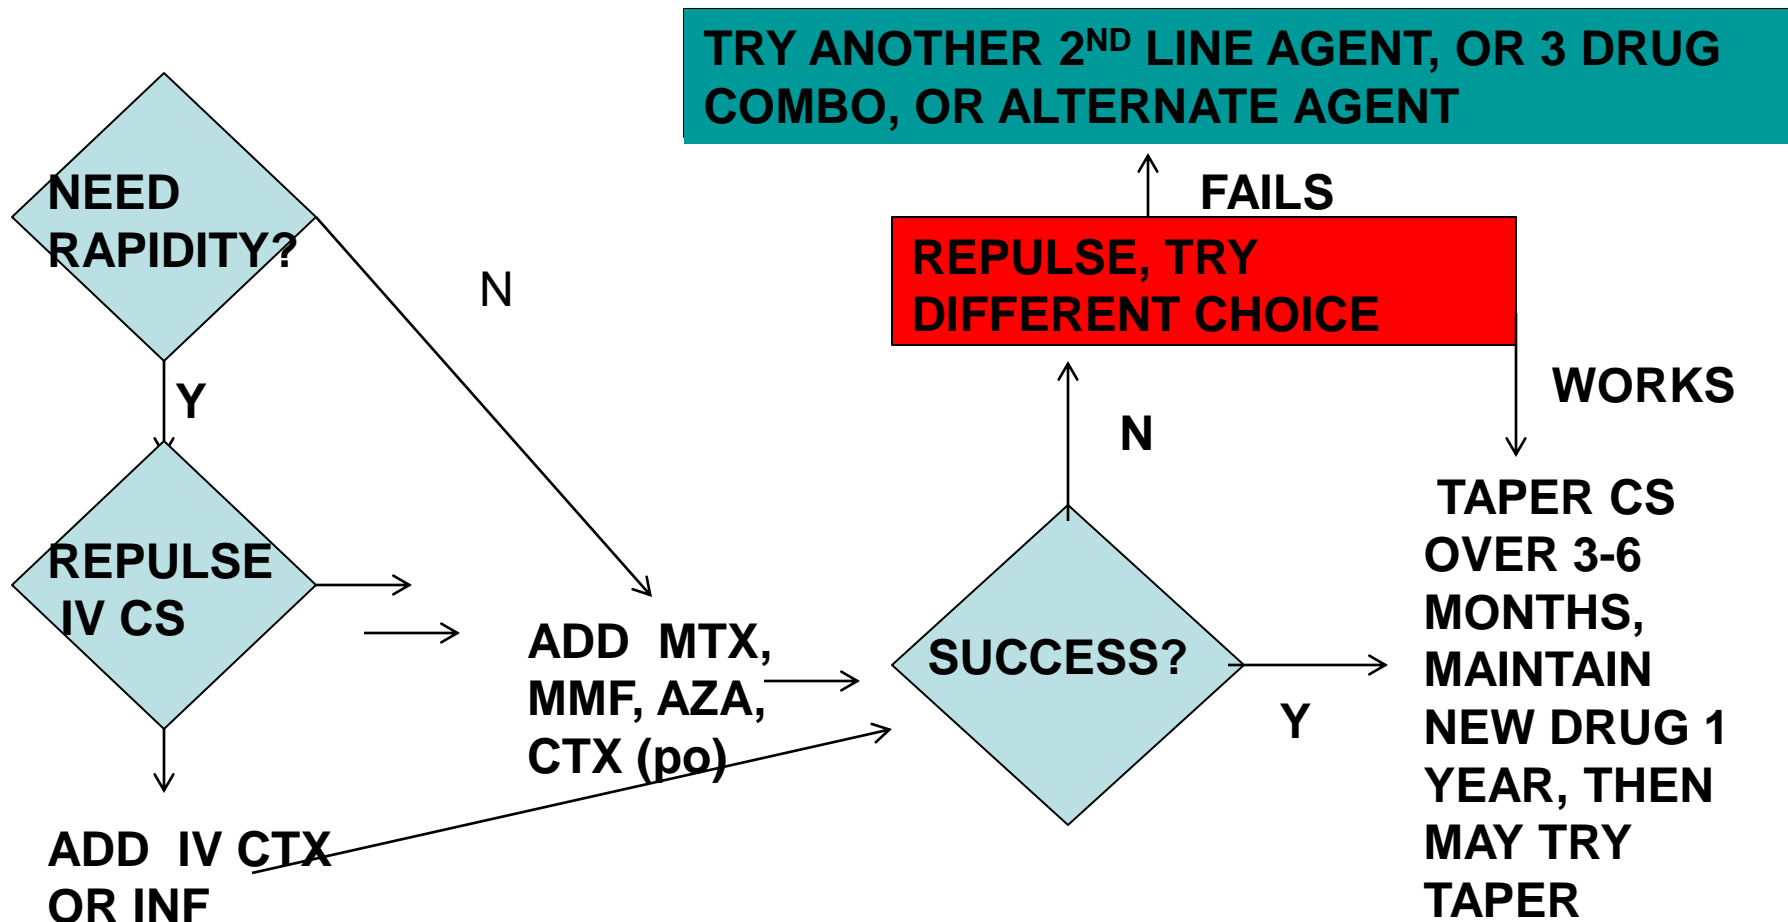 TRY ANOTHER 2ND LINE AGENT, OR 3 DRUG
COMBO, OR ALTERNATE AGENT
NEED
RAPIDITY?
N
Y
FAILS
REPULSE, TRY
DIFFERENT CHOICE
WORKS
N
REPULSE
IV CS
ADD MTX,
MMF, AZA,
CTX (po)
SUCCESS?
Y
TAPER CS
OVER 3-6
MONTHS,
MAINTAIN
NEW DRUG 1
YEAR, THEN
MAY TRY
TAPER
ADD IV CTX
OR INF